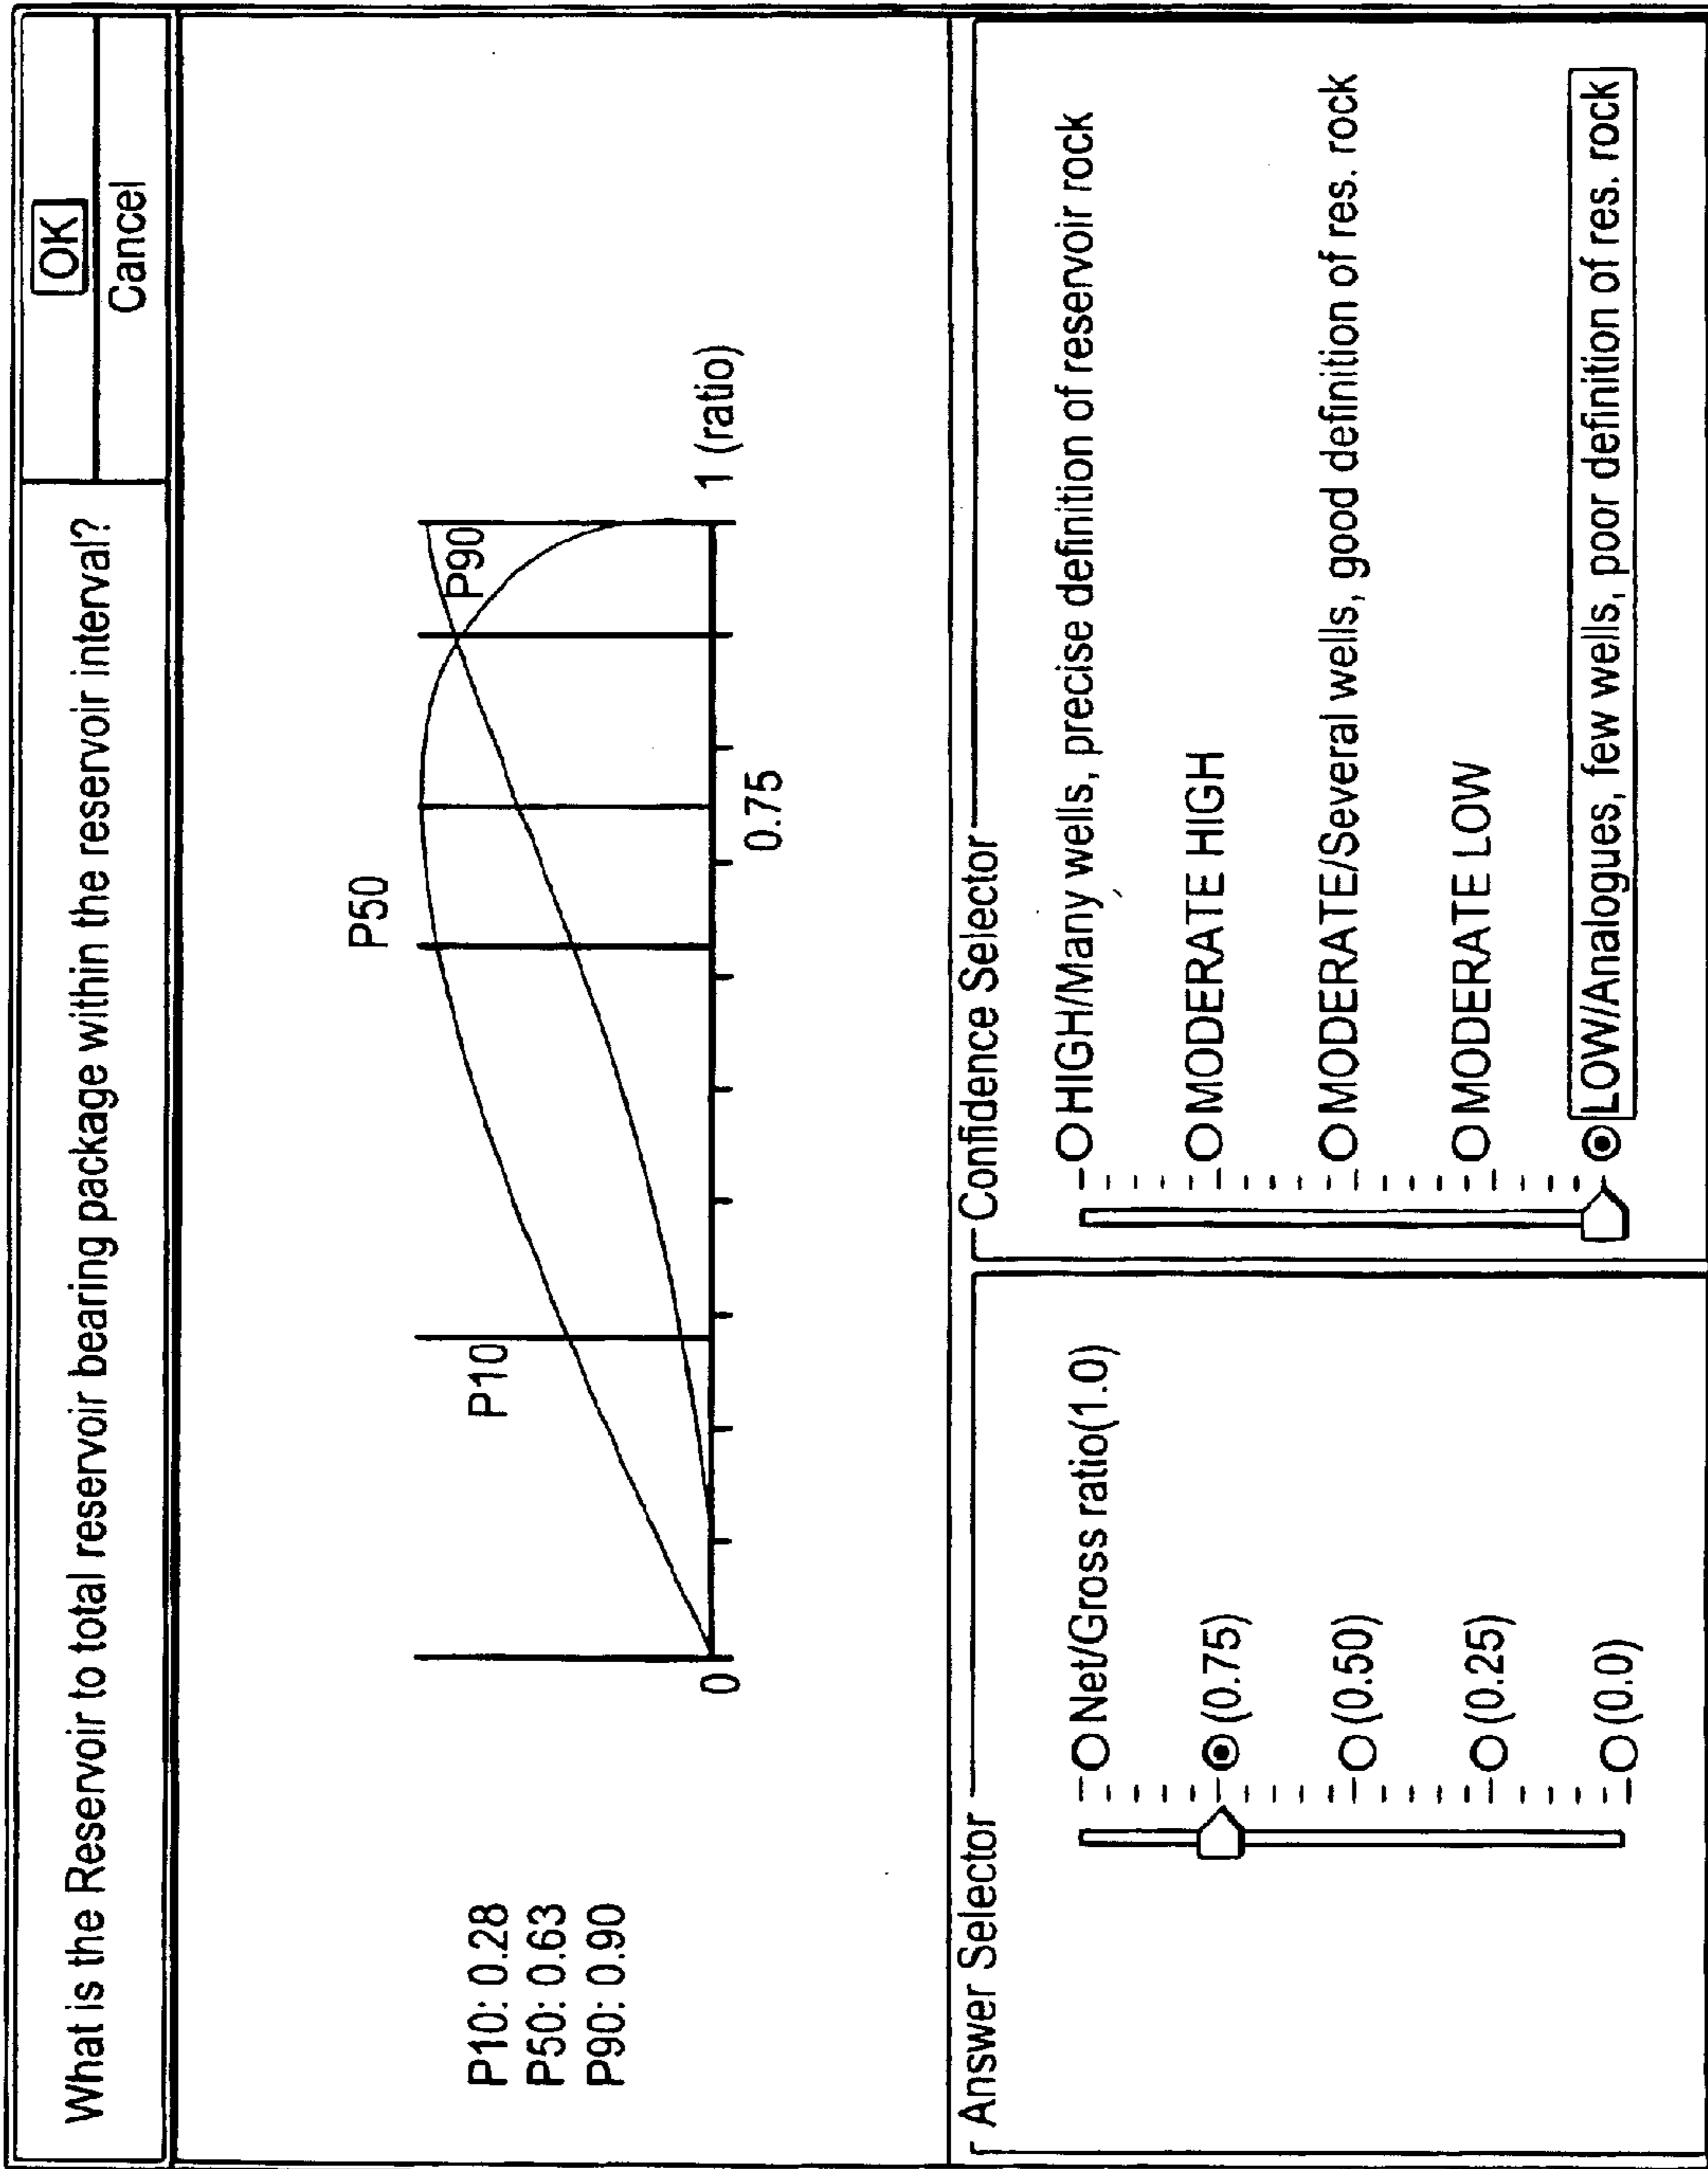 What is the Reservoir to total reservoir bearing package within the reservoir interval?
OK
Cancel
P10: 0.28
P50: 0.63
P90: 0.90
P10
P50
P90
0
0.75
1 (ratio)
Answer Selector
Net/Gross ratio(1.0)
(0.75)
(0.50)
(0.25)
(0.0)
Confidence Selector
HIGH/Many wells, precise definition of reservoir rock
MODERATE HIGH
MODERATE/Several wells, good definition of res. rock
MODERATE LOW
LOW/Analogues, few wells, poor definition of res. rock